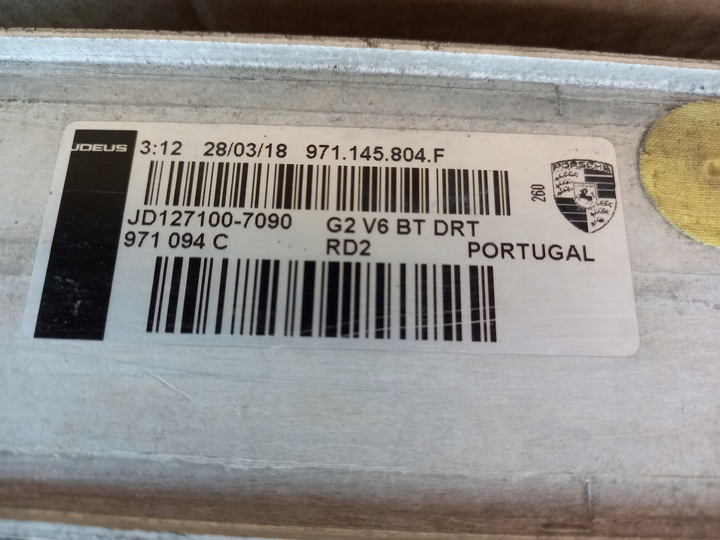 JDEUS 3:12 28/03/18 971.145.804.F
PORSCHE
260
JD127100-7090 G2 V6 BT DRT
971 094 C RD2 PORTUGAL